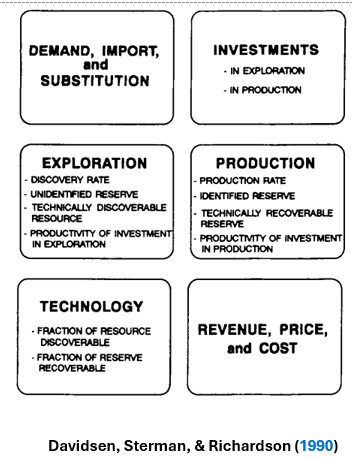 DEMAND, IMPORT,
and
SUBSTITUTION
INVESTMENTS
- IN EXPLORATION
- IN PRODUCTION
EXPLORATION
- DISCOVERY RATE
- UNIDENTIFIED RESERVE
- TECHNICALLY DISCOVERABLE
RESOURCE
- PRODUCTIVITY OF INVESTMENT
IN EXPLORATION
PRODUCTION
- PRODUCTION RATE
- IDENTIFIED RESERVE
- TECHNICALLY RECOVERABLE
RESERVE
- PRODUCTIVITY OF INVESTMENT
IN PRODUCTION
TECHNOLOGY
- FRACTION OF RESOURCE
DISCOVERABLE
- FRACTION OF RESERVE
RECOVERABLE
REVENUE, PRICE,
and COST
Davidsen, Sterman, & Richardson (1990)